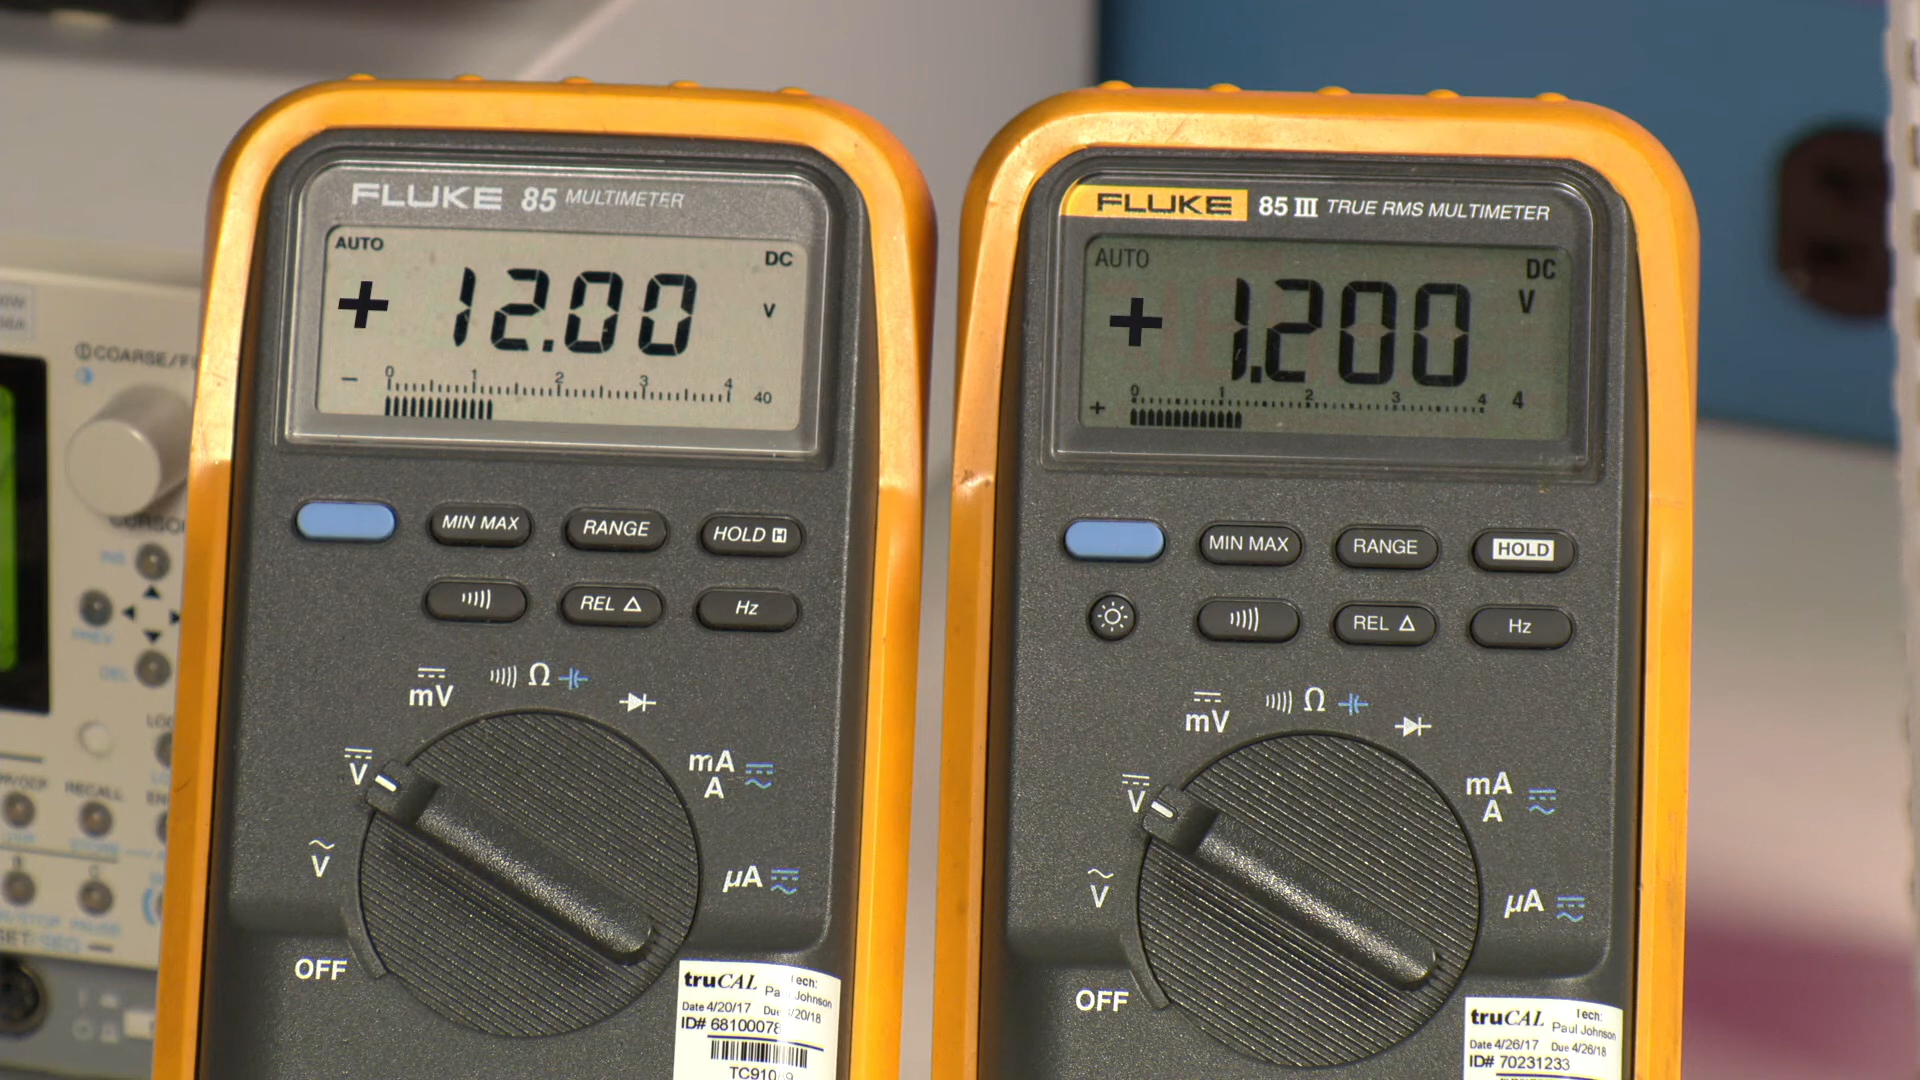 FLUKE 85 MULTIMETER
AUTO DC
+ 12.00 V
0 1 2 3 4
− 40
MIN MAX RANGE HOLD H
REL Δ Hz
mV Ω
V mA
A
V µA
OFF
truCAL
Date 4/20/17
ID# 68100078
FLUKE 85 III TRUE RMS MULTIMETER
AUTO DC
+ 1.200 V
0 1 2 3 4
+ 4
MIN MAX RANGE HOLD
REL Δ Hz
mV Ω
V mA
A
V µA
OFF
truCAL Paul Johnson
Date 4/26/17 Due 4/26/18
ID# 70231233
RECALL